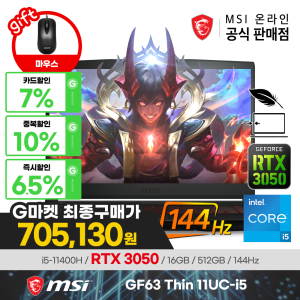 gift
마우스
MSI 온라인
공식 판매점
카드할인
7%
중복할인
10%
즉시할인
65%
GEFORCE
RTX
3050
intel
CORE
i5
G마켓 최종구매가
705,130원
144Hz
i5-11400H / RTX 3050 / 16GB / 512GB / 144Hz
msi
GF63 Thin 11UC-i5